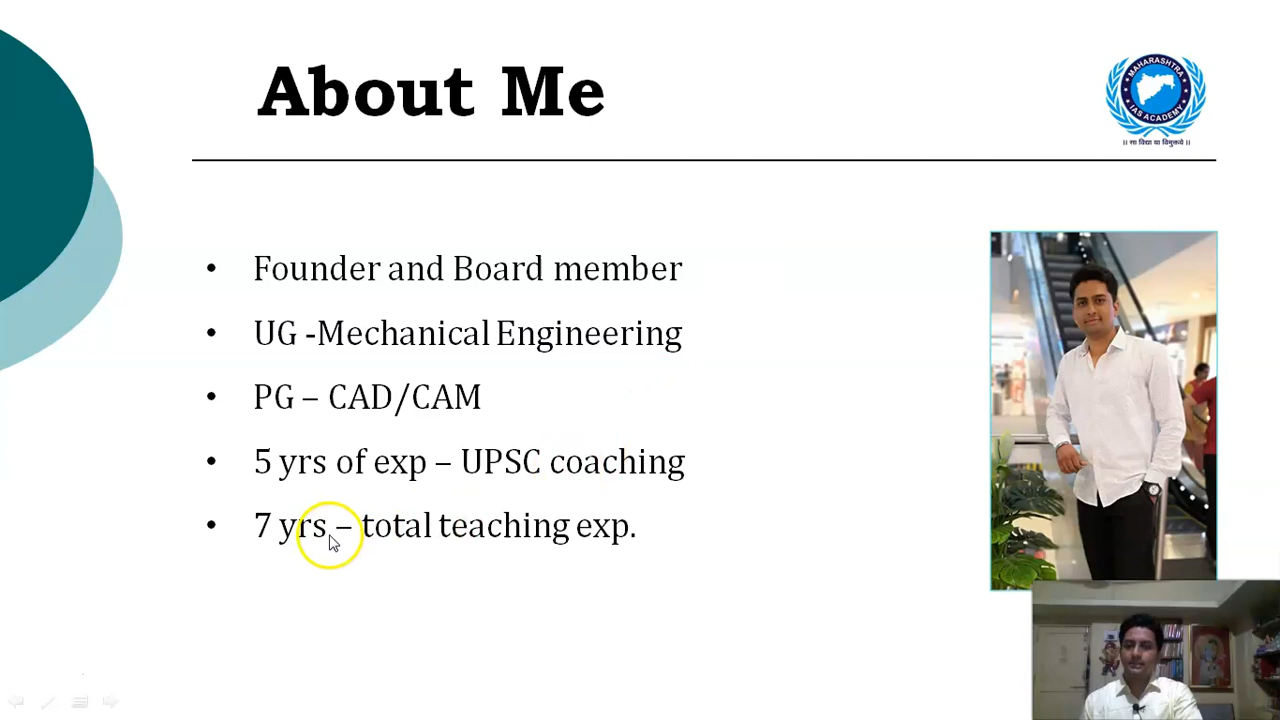 About Me
MAHARASHTRA
IAS ACADEMY
।। सा विद्या या विमुक्तये ।।
• Founder and Board member
• UG -Mechanical Engineering
• PG – CAD/CAM
• 5 yrs of exp – UPSC coaching
• 7 yrs – total teaching exp.